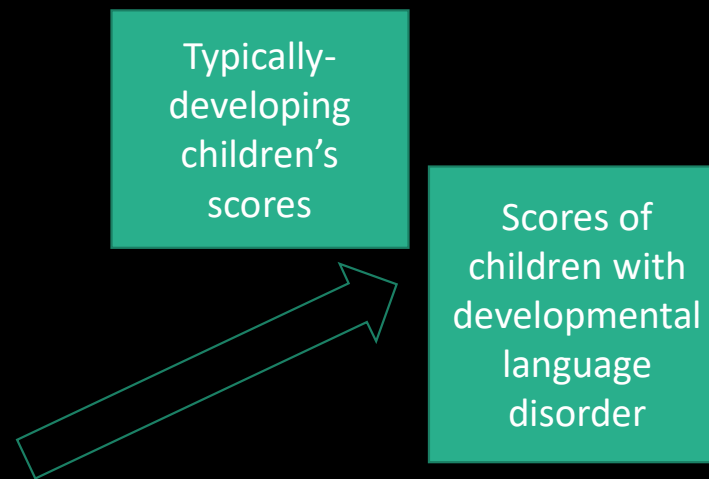 Typically-
developing
children’s
scores
Scores of
children with
developmental
language
disorder